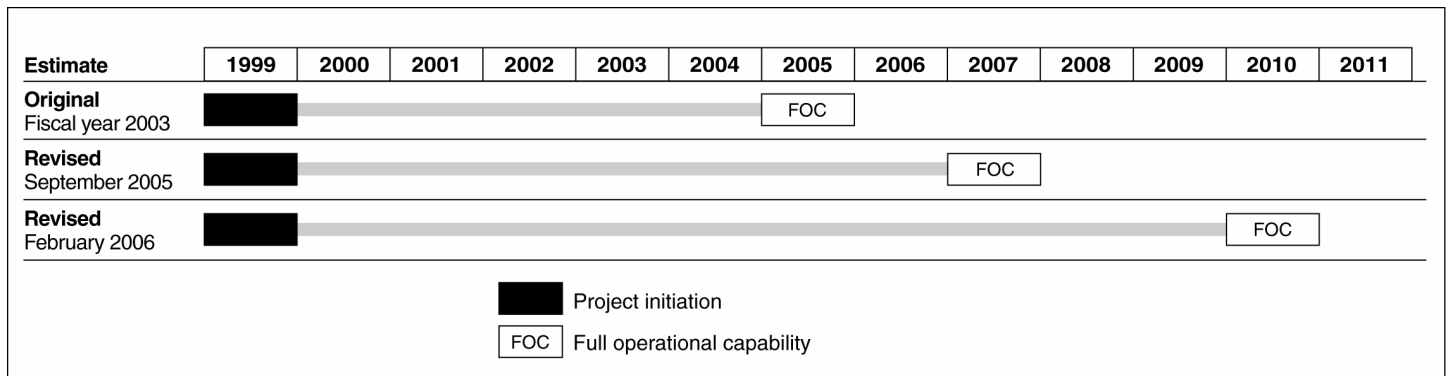 Estimate 1999 2000 2001 2002 2003 2004 2005 2006 2007 2008 2009 2010 2011
Original
Fiscal year 2003
FOC
Revised
September 2005
FOC
Revised
February 2006
FOC
Project initiation
FOC Full operational capability